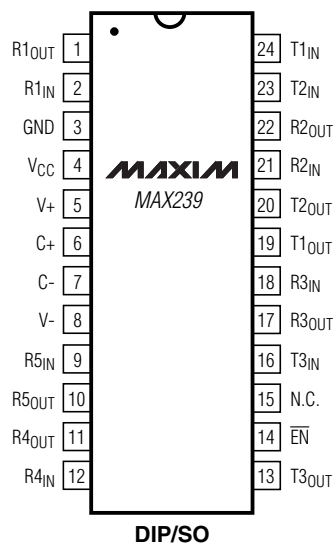 R1OUT 1 24 T1IN
R1IN 2 23 T2IN
GND 3 22 R2OUT
VCC 4 MAXIM 21 R2IN
V+ 5 MAX239 20 T2OUT
C+ 6 19 T1OUT
C- 7 18 R3IN
V- 8 17 R3OUT
R5IN 9 16 T3IN
R5OUT 10 15 N.C.
R4OUT 11 14 E̅N̅
R4IN 12 13 T3OUT
DIP/SO